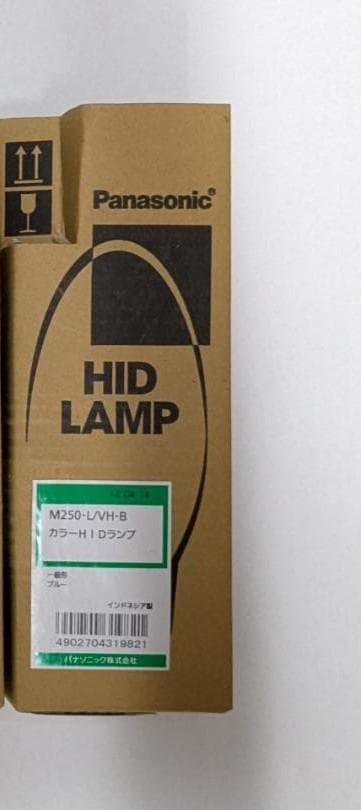 Panasonic®
HID
LAMP
M250-L/VH-B
カラーHIDランプ
一般形
ブルー
インドネシア製
4902704319821
パナソニック株式会社